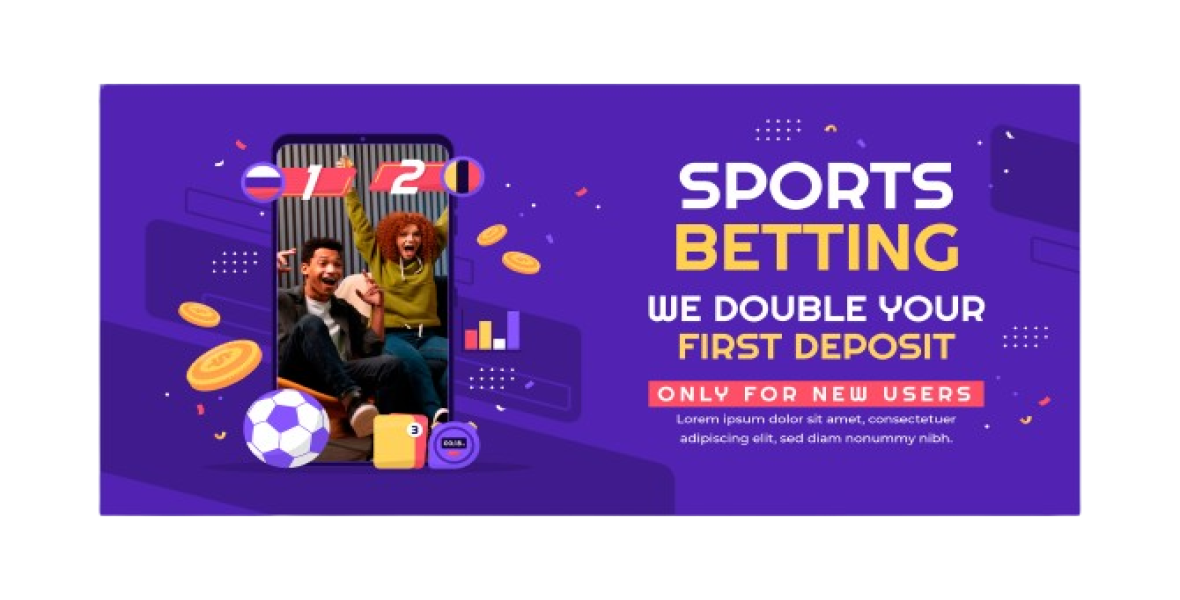 1 2
SPORTS
BETTING
WE DOUBLE YOUR
FIRST DEPOSIT
ONLY FOR NEW USERS
Lorem ipsum dolor sit amet, consectetuer
adipiscing elit, sed diam nonummy nibh.
3